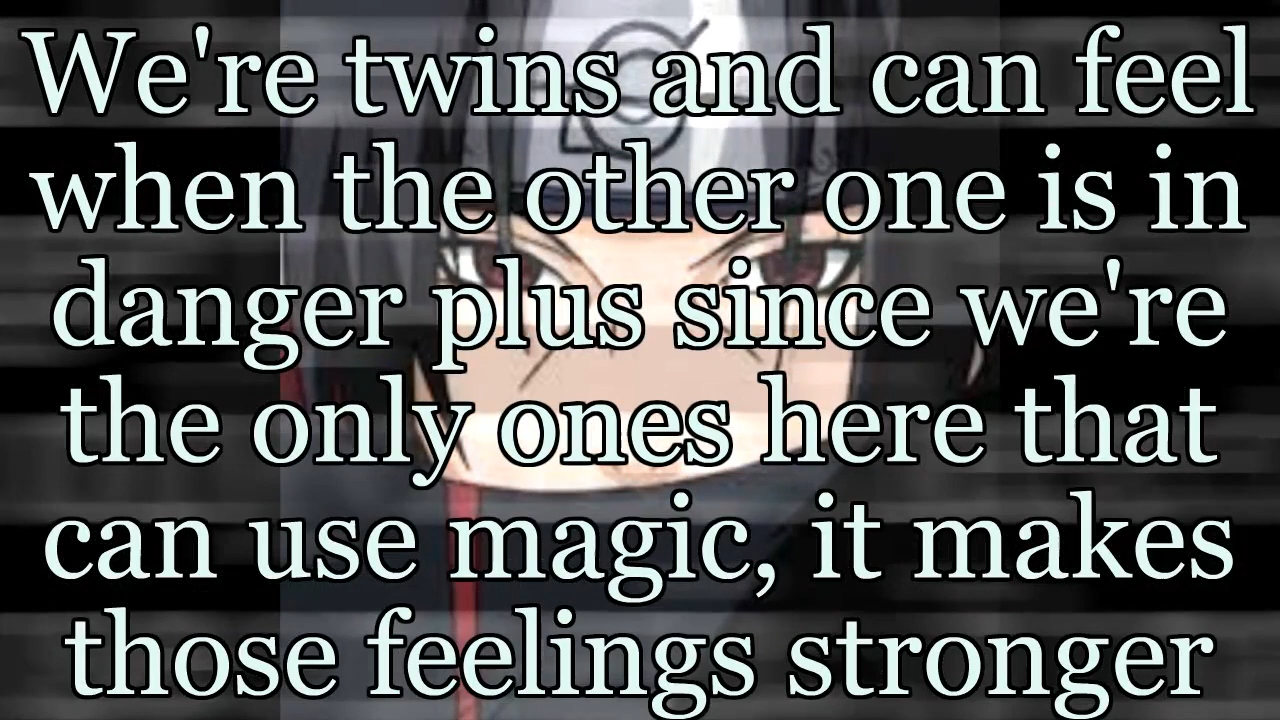 We're twins and can feel
when the other one is in
danger plus since we're
the only ones here that
can use magic, it makes
those feelings stronger